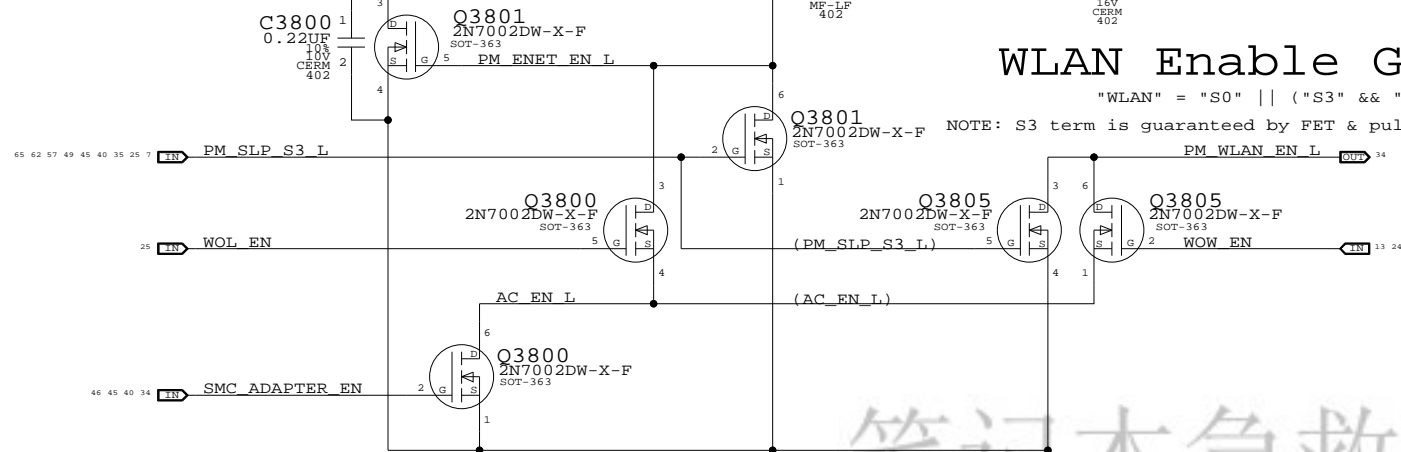 3
C3800 1
0.22UF
10%
10V
CERM
402
2
D
S
G
Q3801
2N7002DW-X-F
SOT-363
5 PM_ENET_EN_L
4
MF-LF
402
16V
CERM
402
WLAN Enable G
"WLAN" = "S0" || ("S3" && "
NOTE: S3 term is guaranteed by FET & pul
6
Q3801
2N7002DW-X-F
SOT-363
D
G
S
2
1
65 62 57 49 45 40 35 25 7 IN PM_SLP_S3_L
PM_WLAN_EN_L OUT 34
3
Q3800
2N7002DW-X-F
SOT-363
D
G
S
5
4
25 IN WOL_EN
(PM_SLP_S3_L)
Q3805
2N7002DW-X-F
SOT-363
3
D
G
S
5
4
6
Q3805
2N7002DW-X-F
SOT-363
D
S
G
2 WOW_EN IN 13 24
1
AC_EN_L
(AC_EN_L)
6
Q3800
2N7002DW-X-F
SOT-363
D
G
S
2
1
46 45 40 34 IN SMC_ADAPTER_EN
笔记本急救